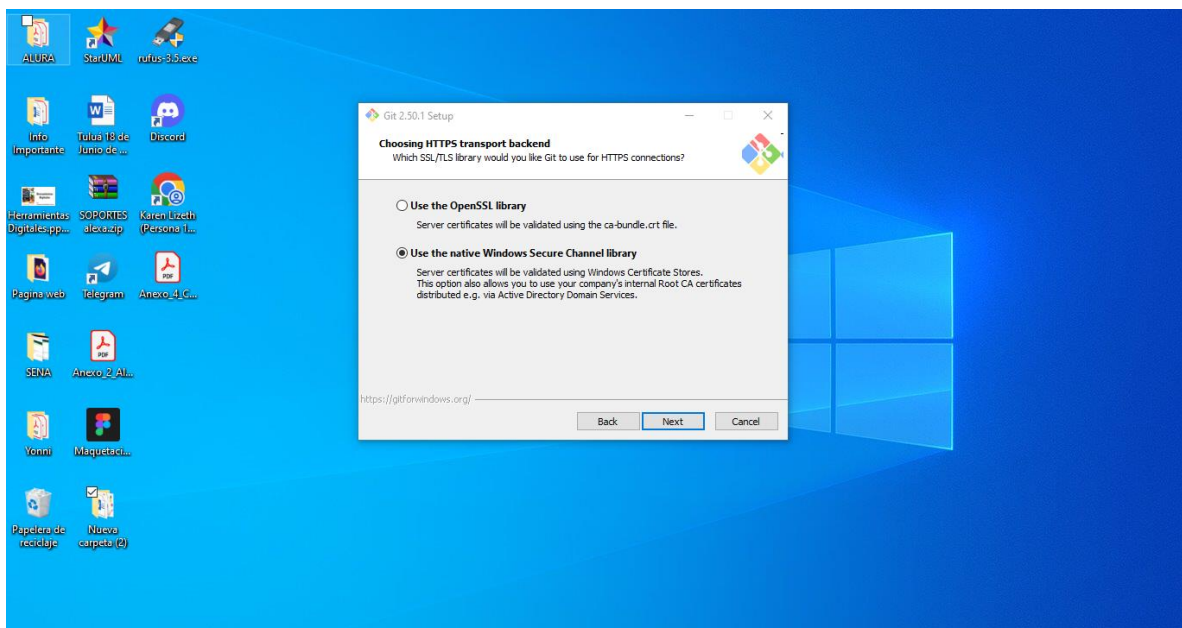 ALURA
StarUML
rufus-3.5.exe
Info
Importante
Tuluá 18 de
Junio de ...
Discord
Herramientas
Digitales.pp...
SOPORTES
alexa.zip
Karen Lizeth
(Persona 1...
Pagina web
Telegram
Anexo_4_C...
SENA
Anexo_2_Al...
Yonni
Maquetaci...
Papelera de
reciclaje
Nueva
carpeta (2)
Git 2.50.1 Setup
Choosing HTTPS transport backend
Which SSL/TLS library would you like Git to use for HTTPS connections?
Use the OpenSSL library
Server certificates will be validated using the ca-bundle.crt file.
Use the native Windows Secure Channel library
Server certificates will be validated using Windows Certificate Stores.
This option also allows you to use your company's internal Root CA certificates
distributed e.g. via Active Directory Domain Services.
https://gitforwindows.org/
Back Next Cancel